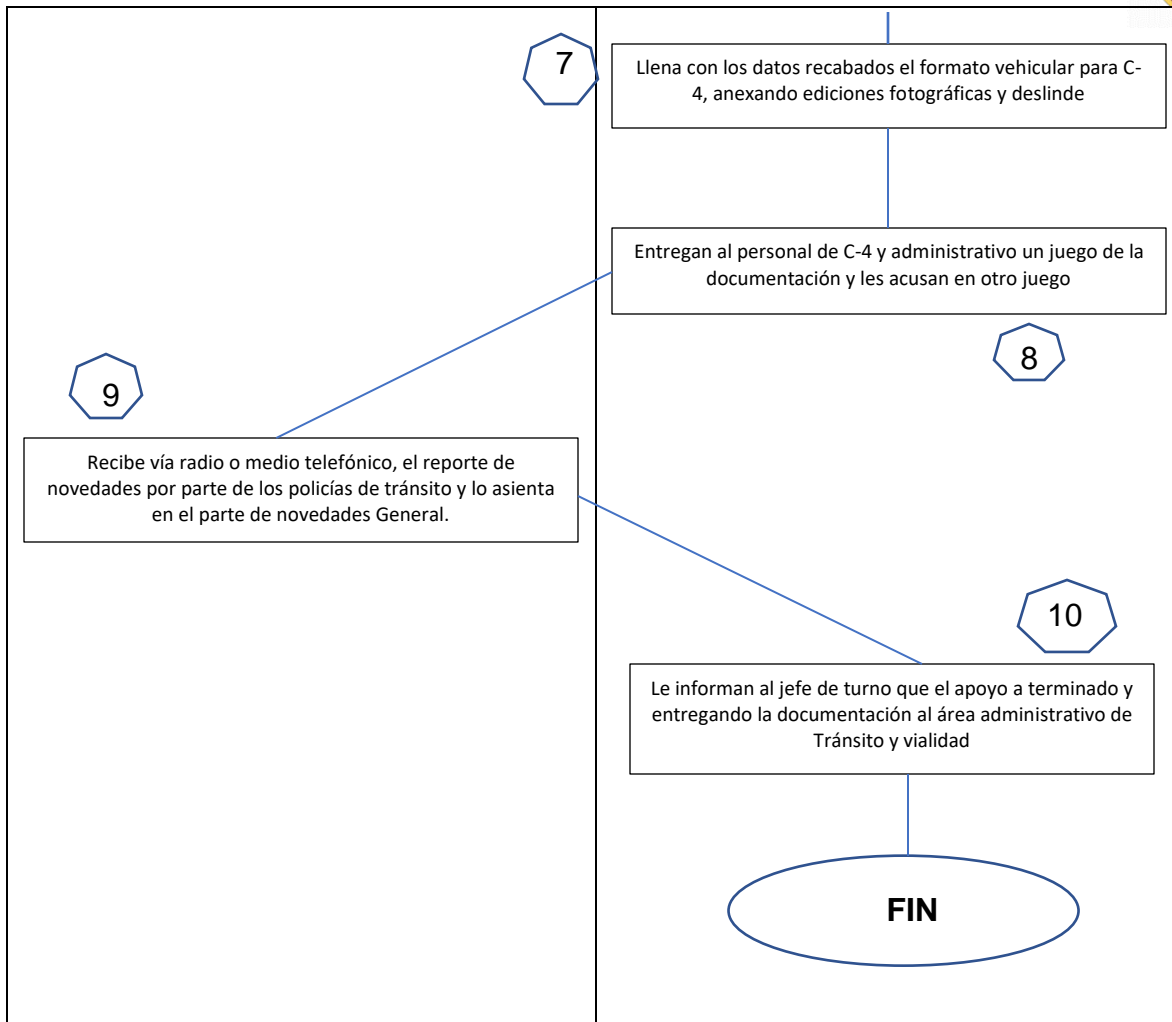 7
Llena con los datos recabados el formato vehicular para C-
4, anexando ediciones fotográficas y deslinde
Entregan al personal de C-4 y administrativo un juego de la
documentación y les acusan en otro juego
8
9
Recibe vía radio o medio telefónico, el reporte de
novedades por parte de los policías de tránsito y lo asienta
en el parte de novedades General.
10
Le informan al jefe de turno que el apoyo a terminado y
entregando la documentación al área administrativo de
Tránsito y vialidad
FIN